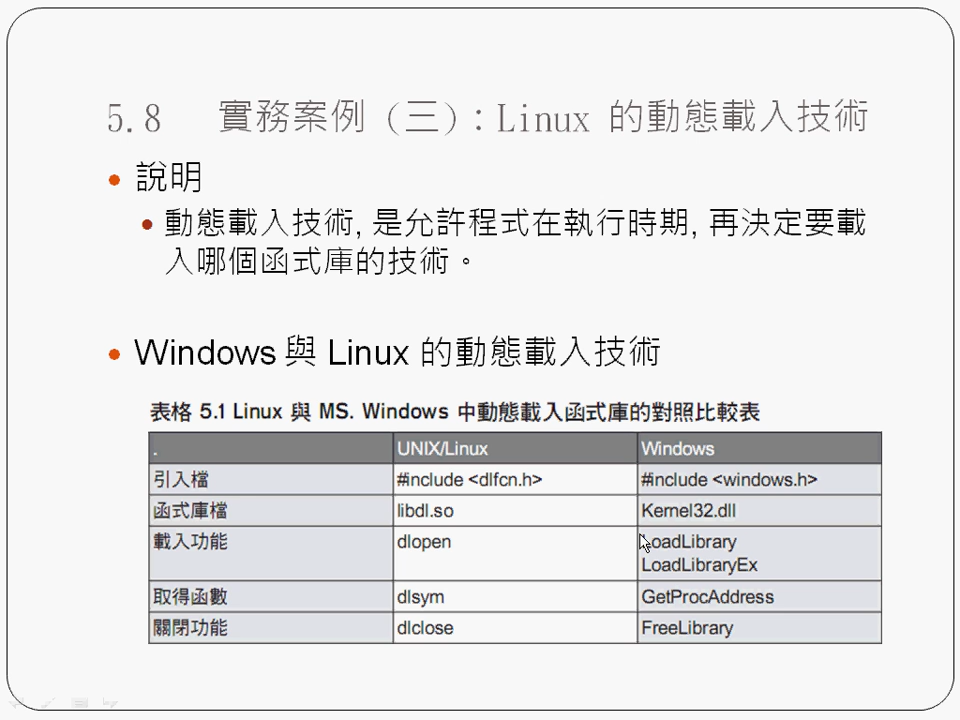 5.8 實務案例 (三)：Linux 的動態載入技術
說明
動態載入技術, 是允許程式在執行時期, 再決定要載
入哪個函式庫的技術。
Windows 與 Linux 的動態載入技術
表格 5.1 Linux 與 MS. Windows 中動態載入函式庫的對照比較表
. UNIX/Linux Windows
引入檔 #include <dlfcn.h> #include <windows.h>
函式庫檔 libdl.so Kernel32.dll
載入功能 dlopen LoadLibrary
LoadLibraryEx
取得函數 dlsym GetProcAddress
關閉功能 dlclose FreeLibrary